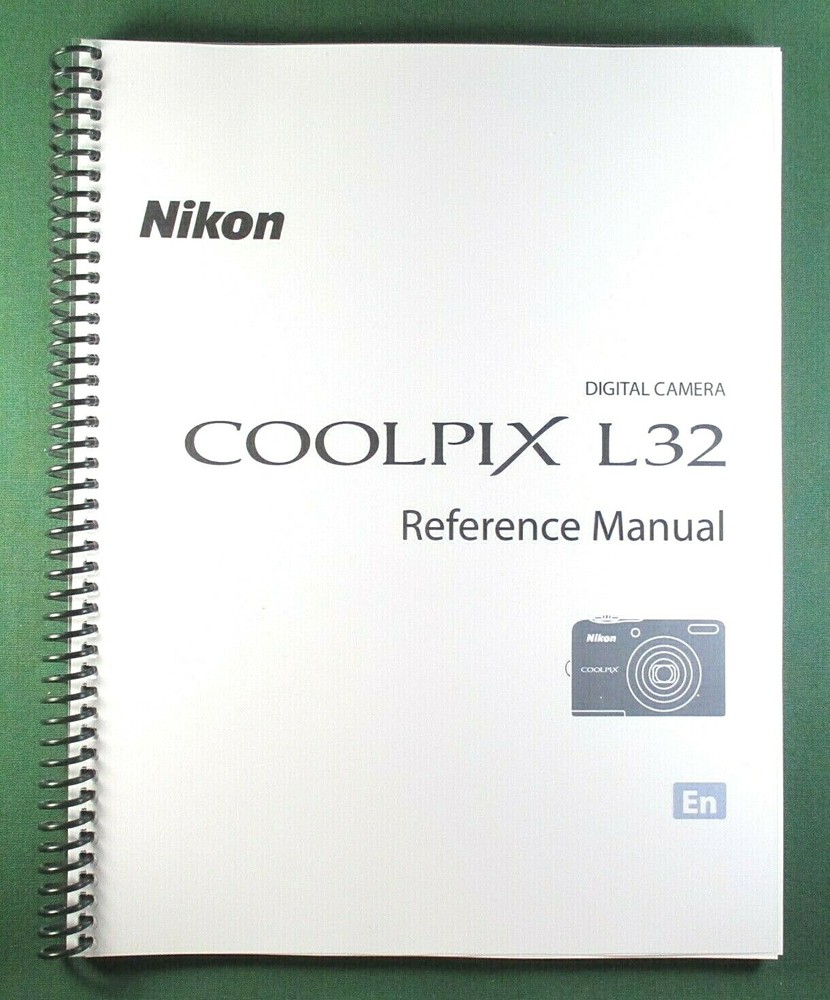 Nikon
DIGITAL CAMERA
COOLPIX L32
Reference Manual
Nikon
COOLPIX
En